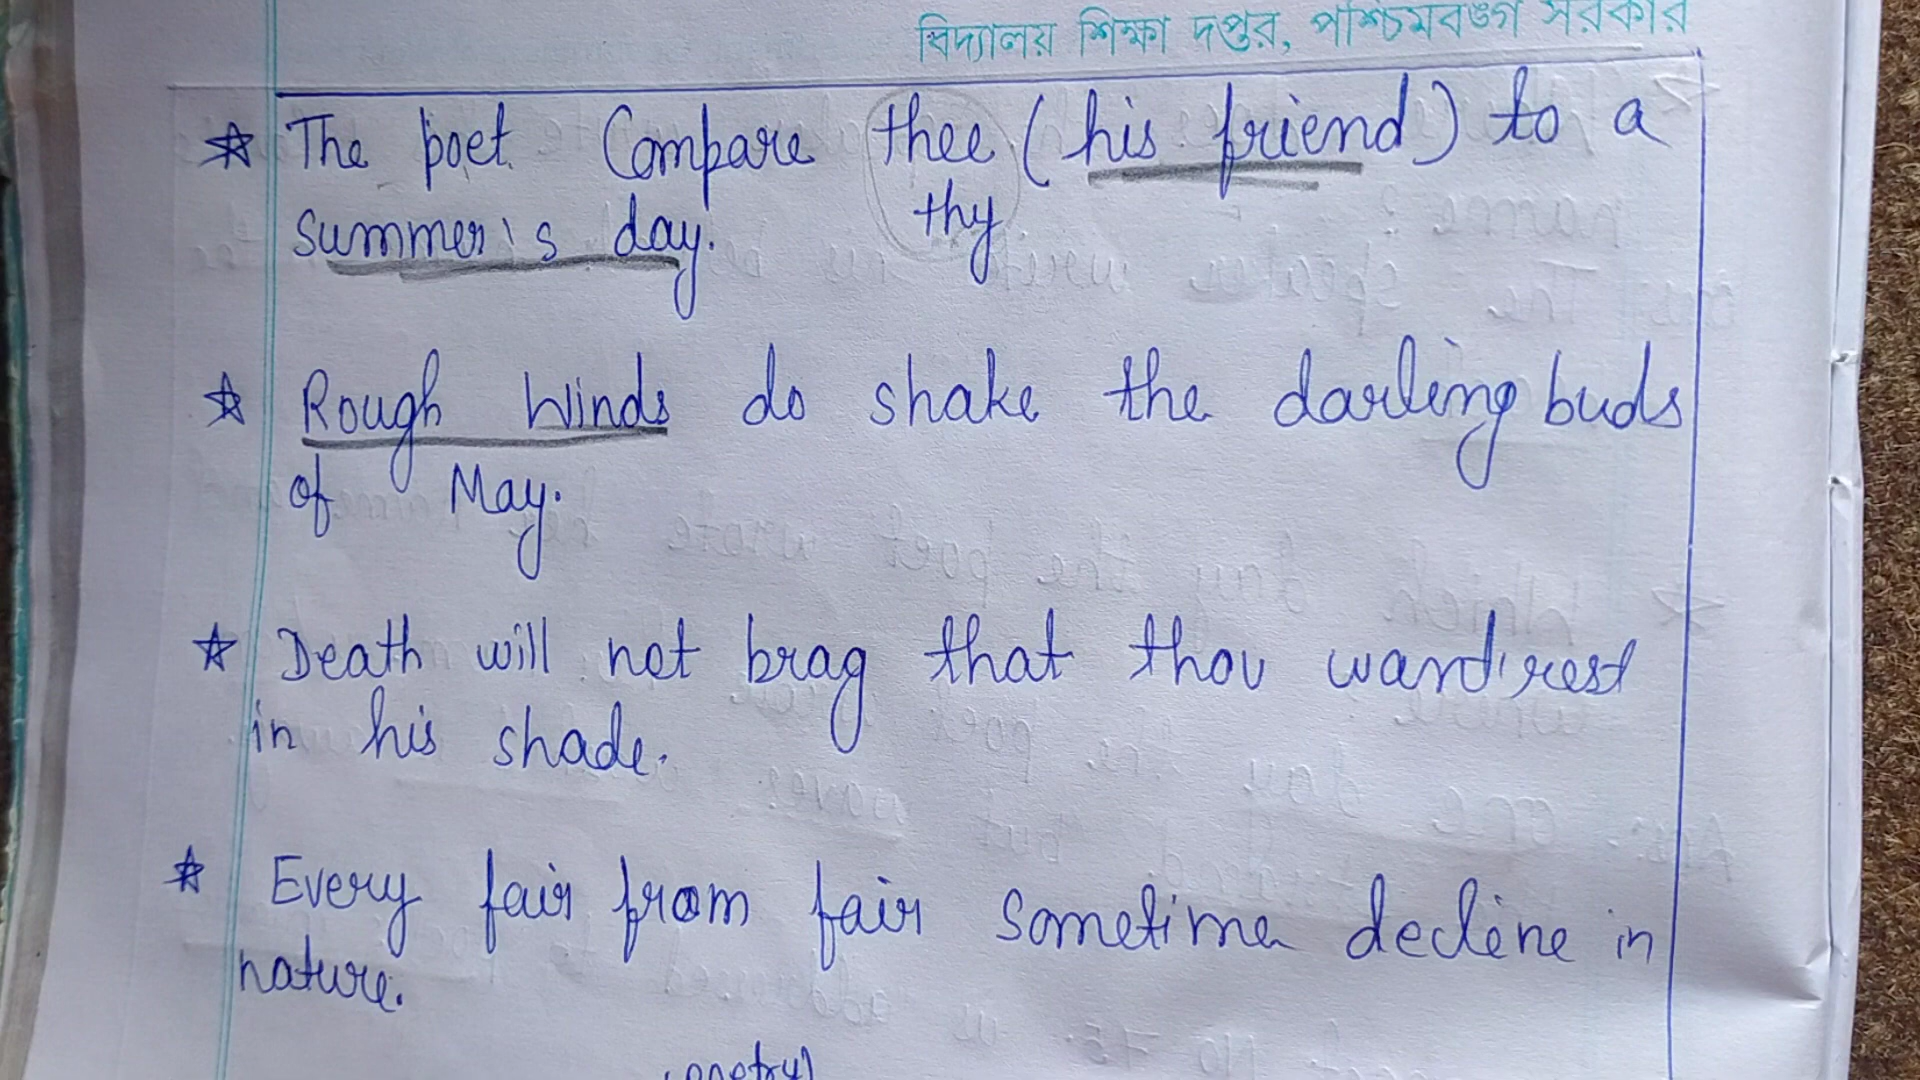 বিদ্যালয় শিক্ষা দপ্তর, পশ্চিমবঙ্গ সরকার
☆ The poet Compare thee (his friend) to a
summer's day. thy
☆ Rough Winds do shake the darling buds
of May.
☆ Death will not brag that thou wand'rest
in his shade.
☆ Every fair from fair sometime decline in
nature.